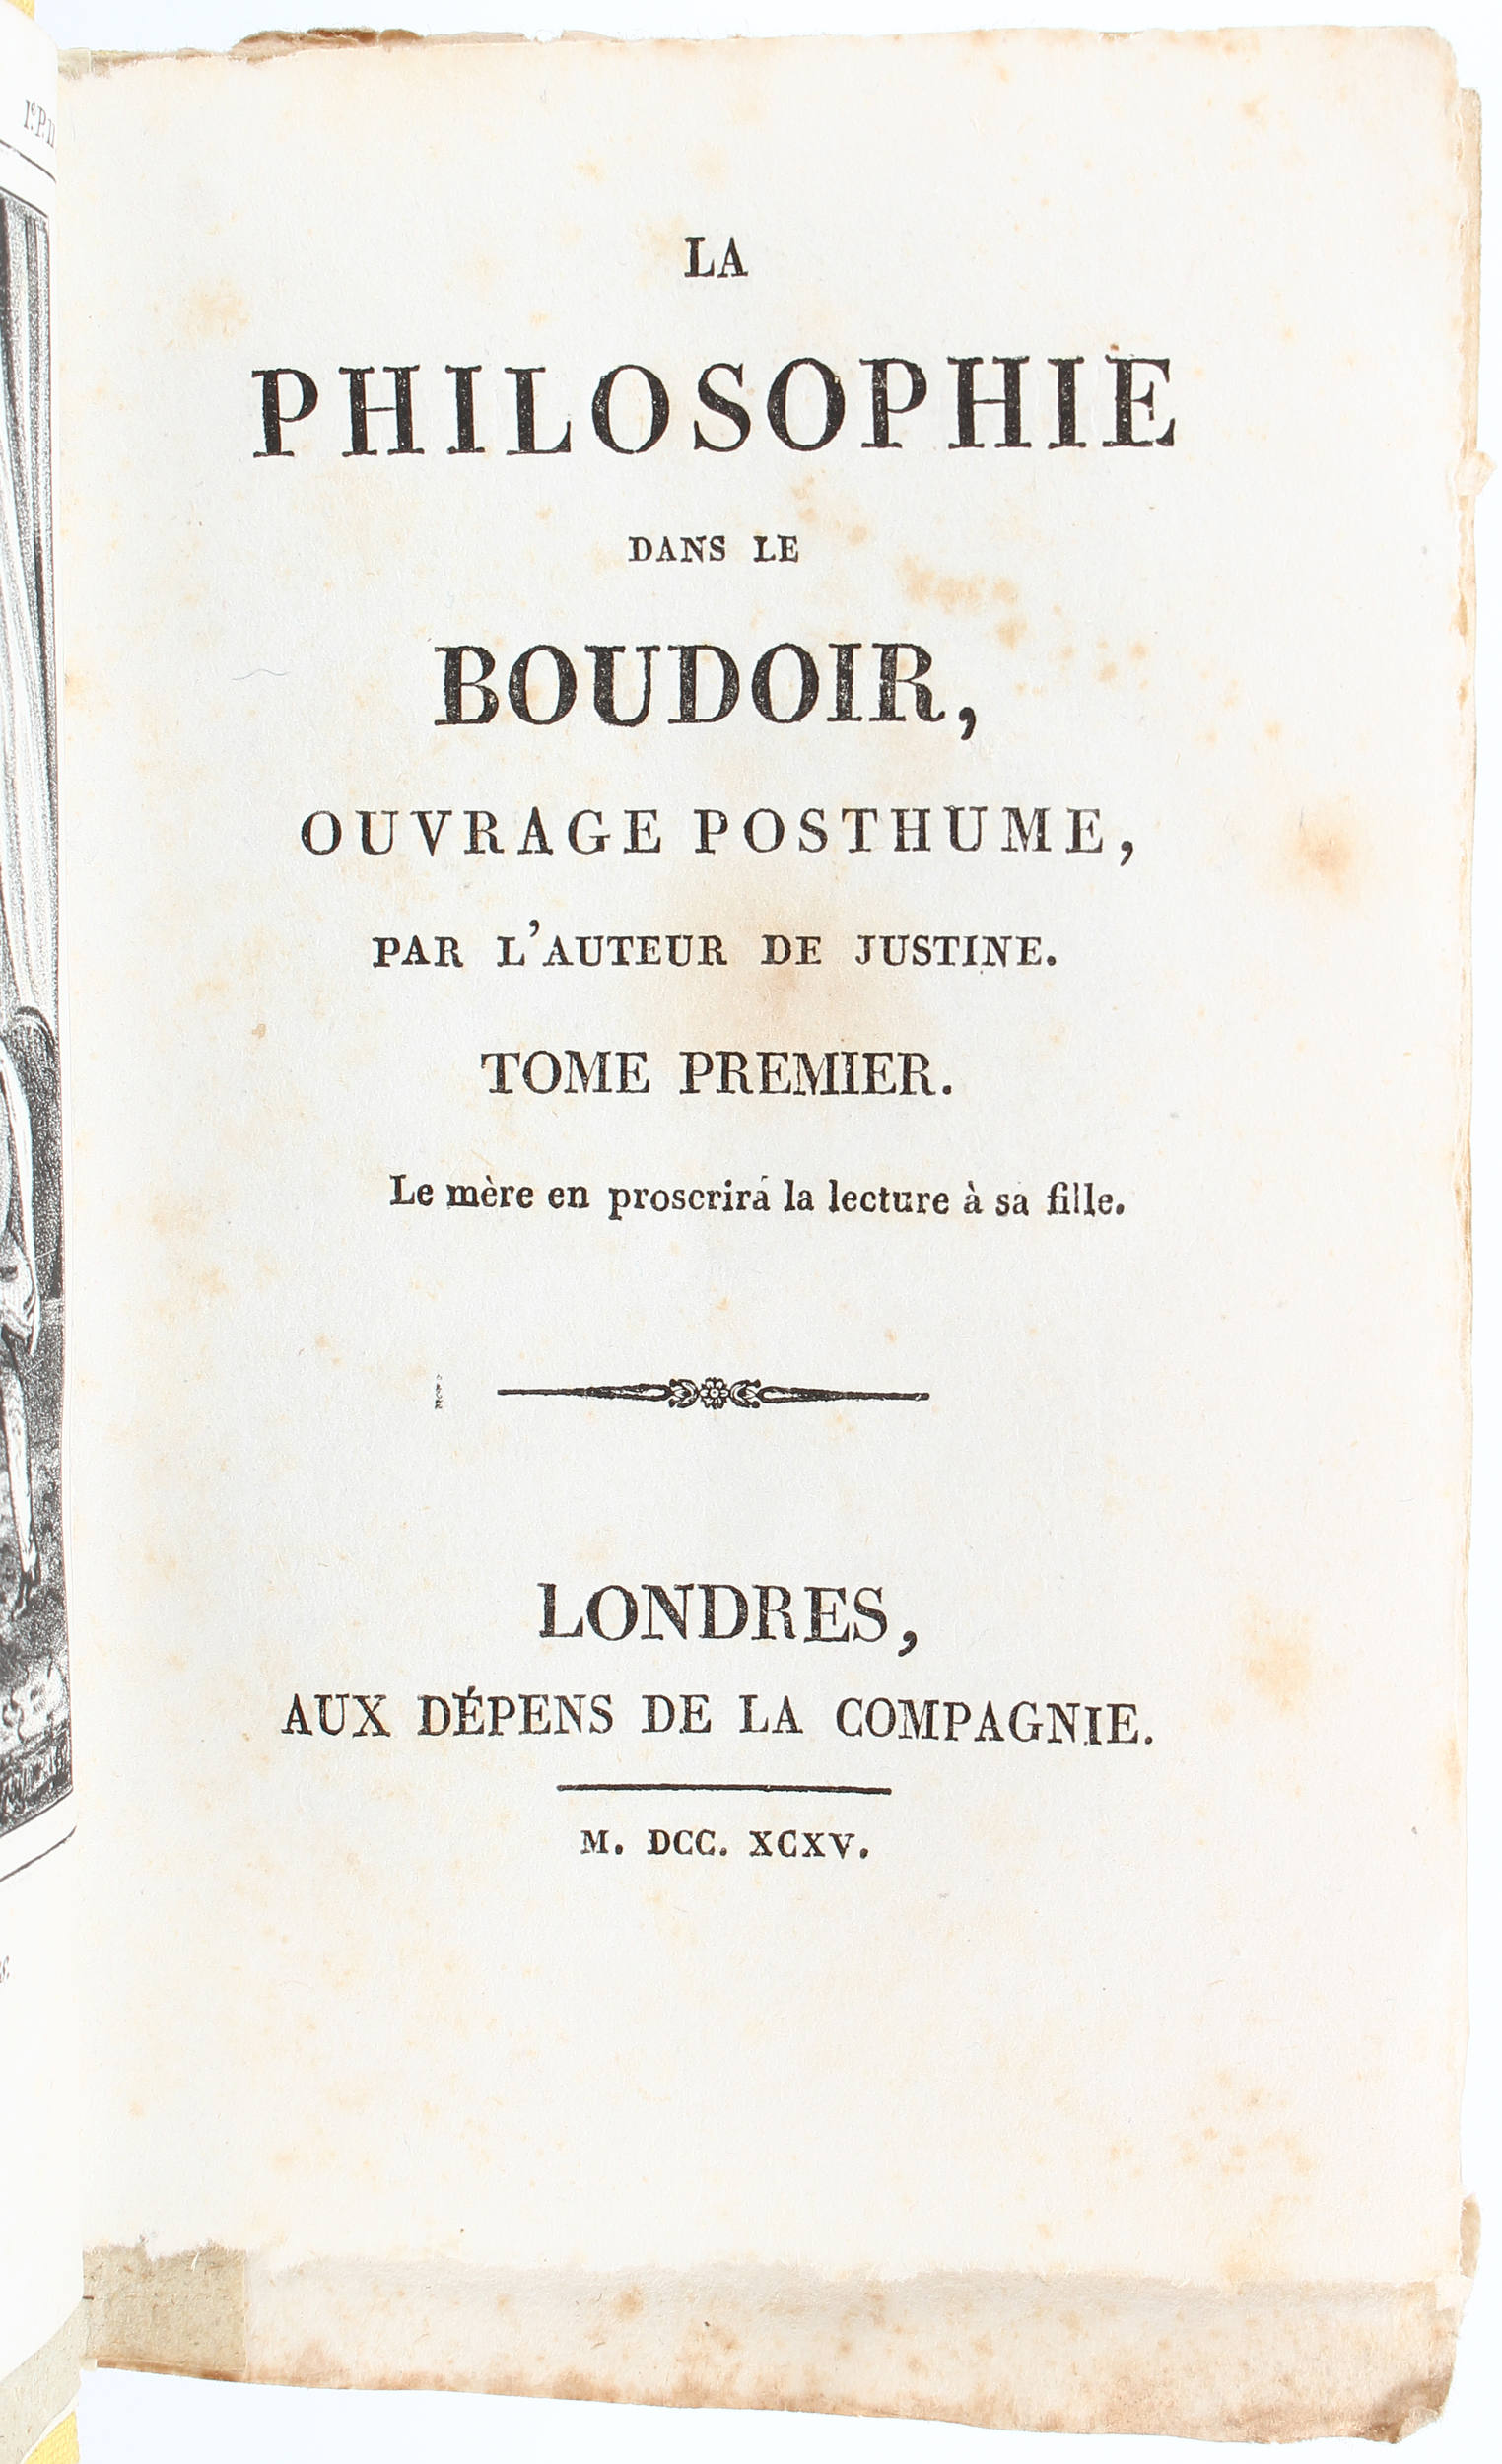 LA
PHILOSOPHIE
DANS LE
BOUDOIR,
OUVRAGE POSTHUME,
PAR L'AUTEUR DE JUSTINE.
TOME PREMIER.
Le mère en proscrirá la lecture à sa fille.
LONDRES,
AUX DÉPENS DE LA COMPAGNIE.
M. DCC. XCXV.